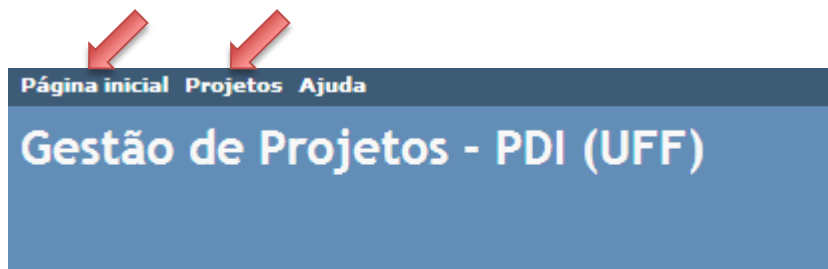 Página inicial Projetos Ajuda
Gestão de Projetos - PDI (UFF)